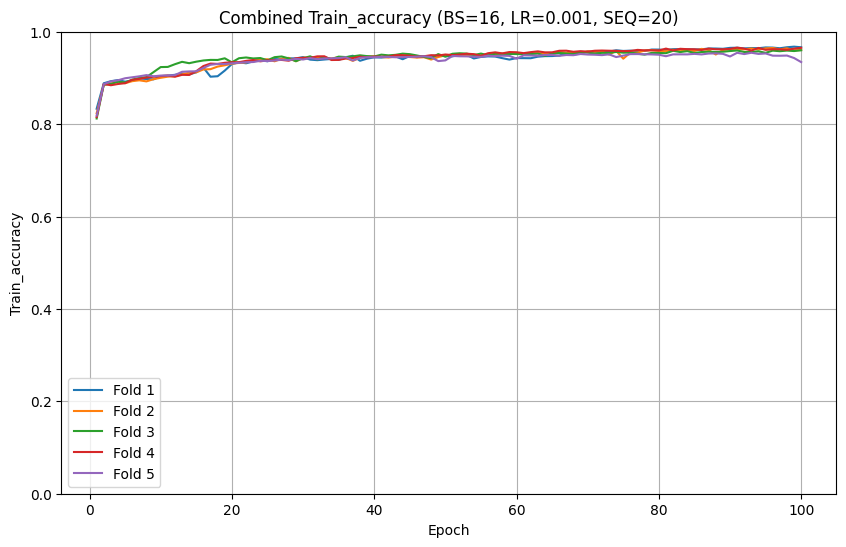 Combined Train_accuracy (BS=16, LR=0.001, SEQ=20)
Train_accuracy
1.0
0.8
0.6
0.4
0.2
0.0
Fold 1
Fold 2
Fold 3
Fold 4
Fold 5
0 20 40 60 80 100
Epoch